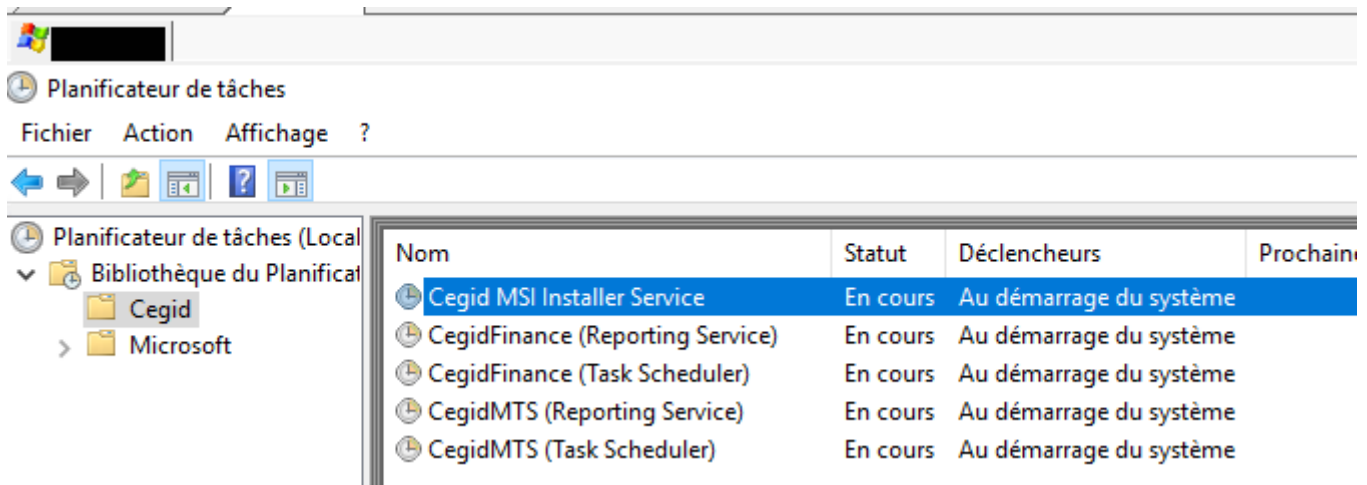 Planificateur de tâches
Fichier Action Affichage ?
Planificateur de tâches (Local
Bibliothèque du Planificat
Cegid
Microsoft
Nom Statut Déclencheurs Prochaine
Cegid MSI Installer Service En cours Au démarrage du système
CegidFinance (Reporting Service) En cours Au démarrage du système
CegidFinance (Task Scheduler) En cours Au démarrage du système
CegidMTS (Reporting Service) En cours Au démarrage du système
CegidMTS (Task Scheduler) En cours Au démarrage du système